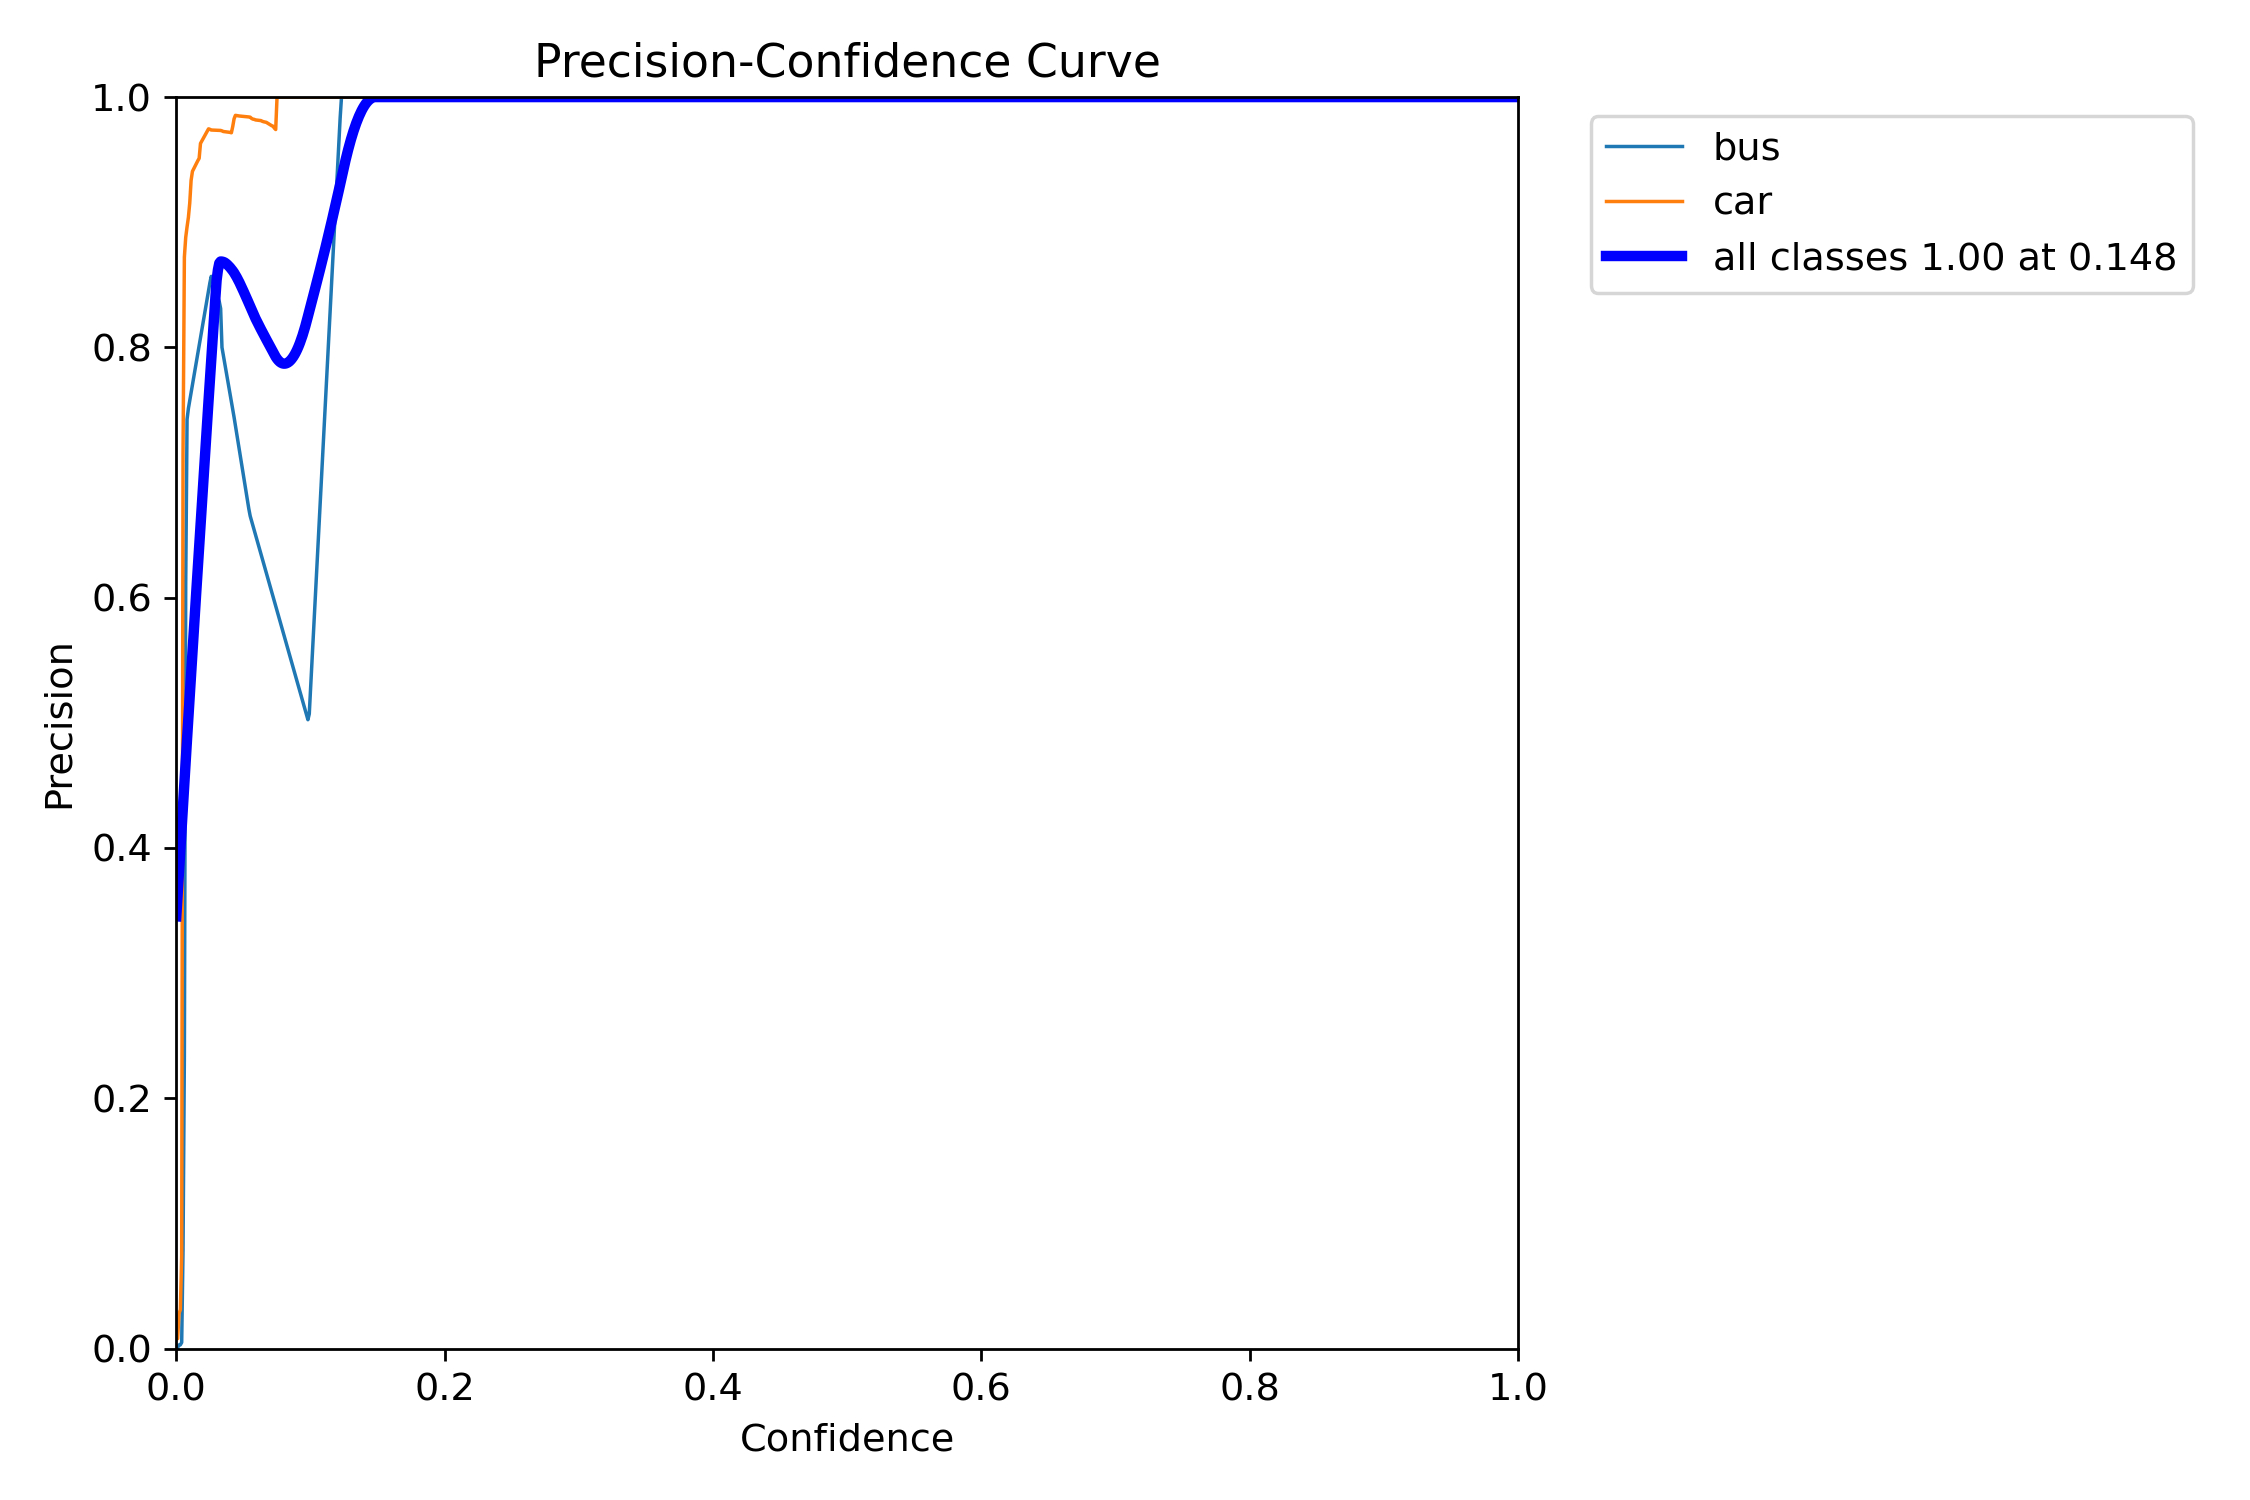 Precision-Confidence Curve
1.0
0.8
0.6
0.4
0.2
0.0
Precision
0.0 0.2 0.4 0.6 0.8 1.0
Confidence
bus
car
all classes 1.00 at 0.148